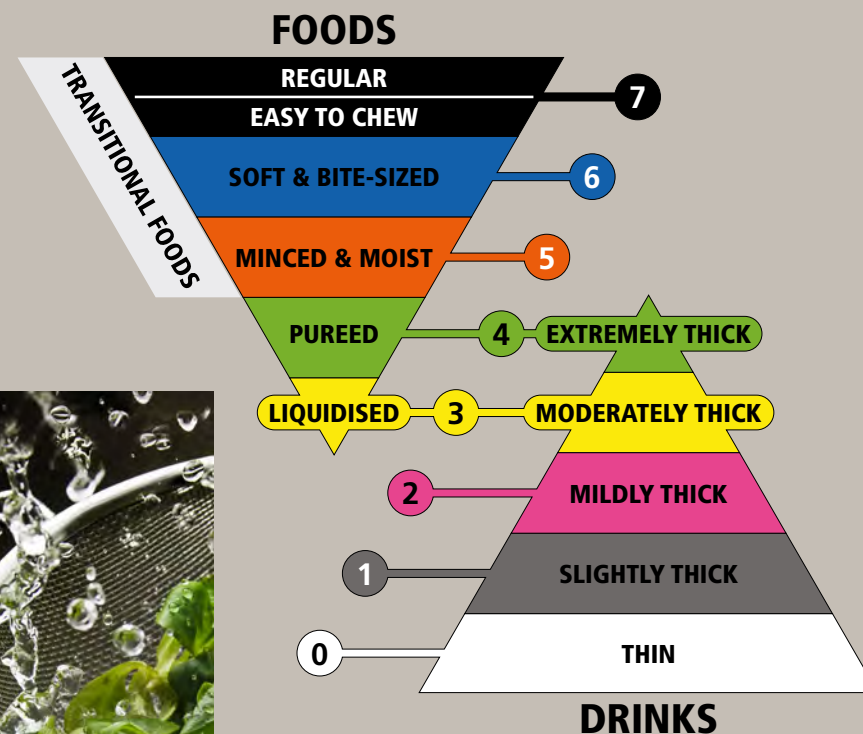 FOODS
REGULAR
EASY TO CHEW
7
TRANSITIONAL FOODS
SOFT & BITE-SIZED
6
MINCED & MOIST
5
PUREED
4
EXTREMELY THICK
LIQUIDISED
3
MODERATELY THICK
2
MILDLY THICK
1
SLIGHTLY THICK
0
THIN
DRINKS